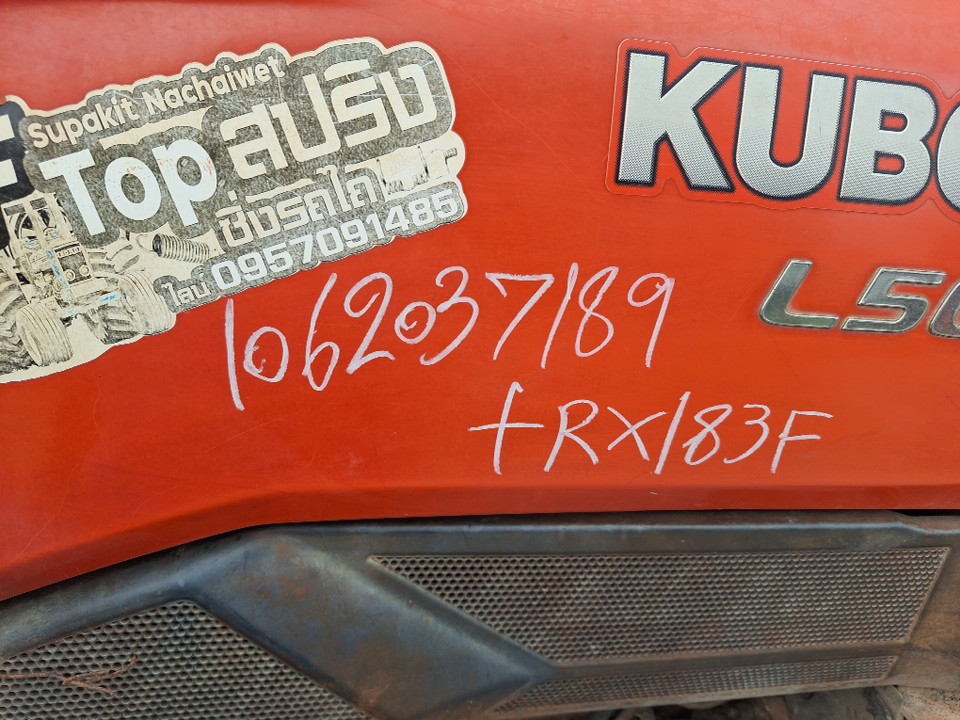 Supakit Nachaiwet
Top สปริง
ซิ่งรถไถ
โลน 0957091485
KUBO
L50
1062037189
+RX183F